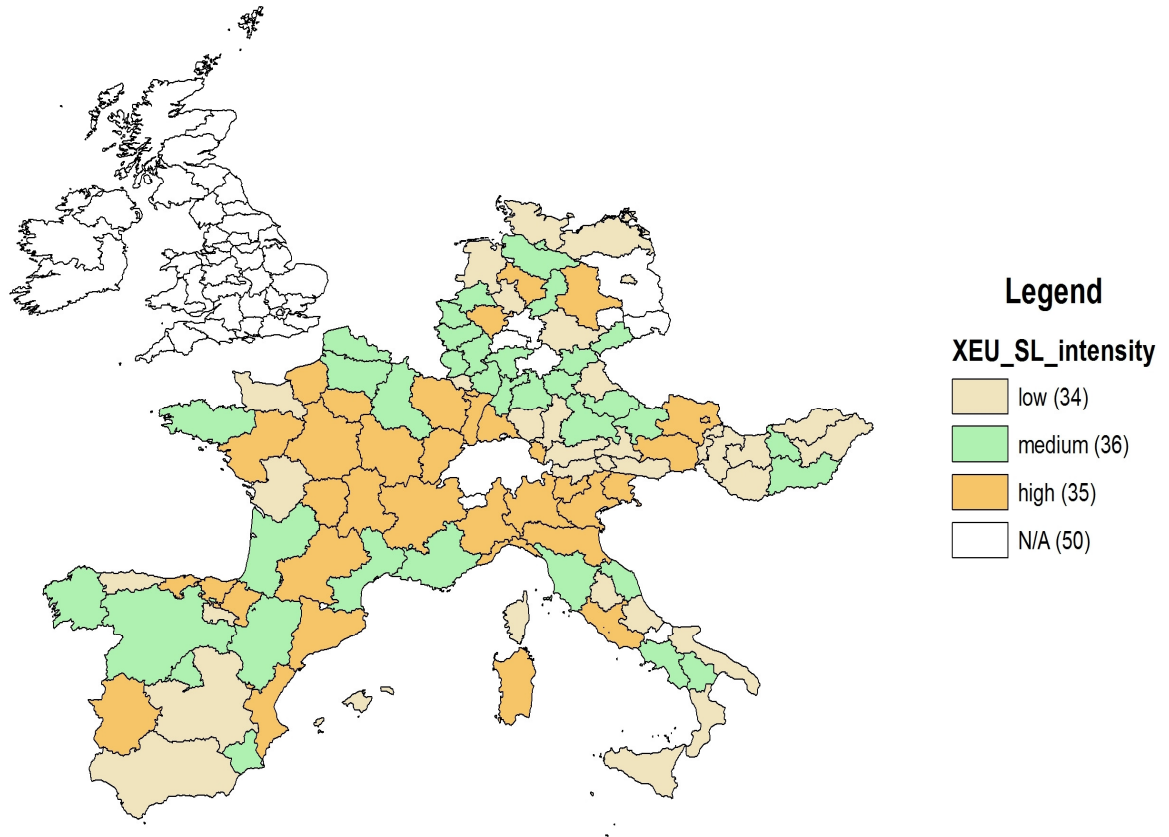 Legend
XEU_SL_intensity
low (34)
medium (36)
high (35)
N/A (50)